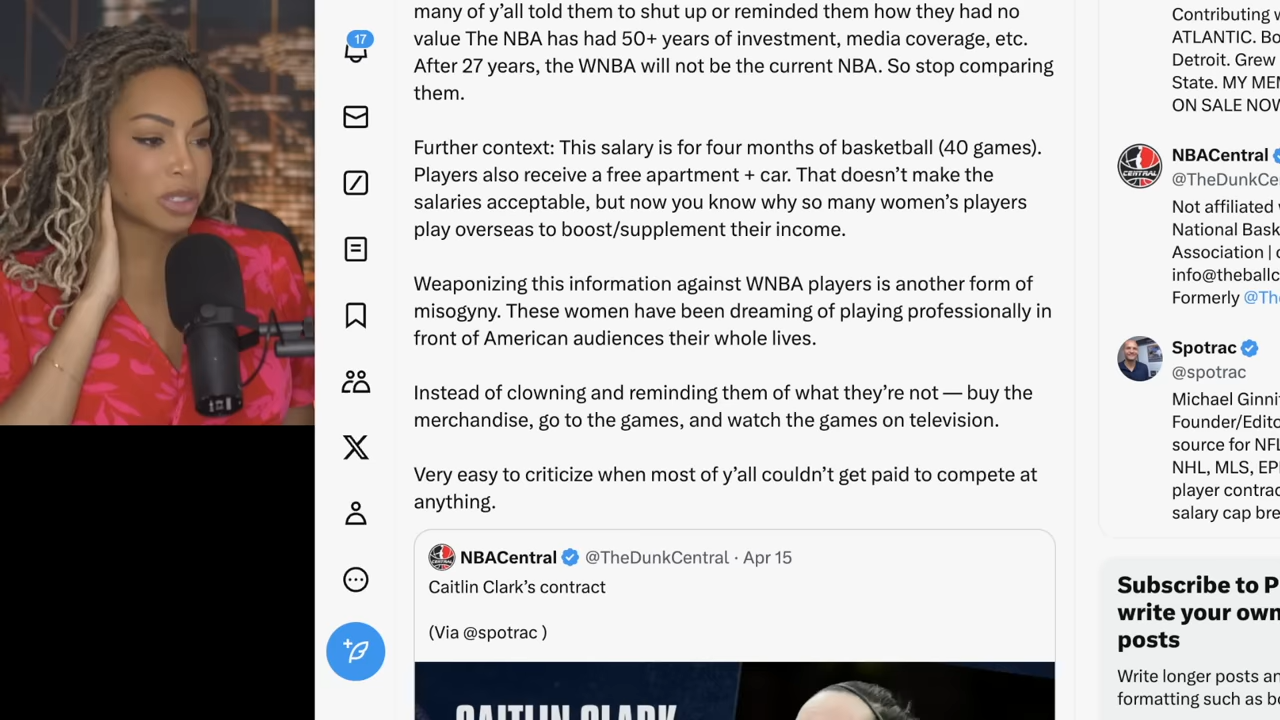 17
many of y’all told them to shut up or reminded them how they had no
value The NBA has had 50+ years of investment, media coverage, etc.
After 27 years, the WNBA will not be the current NBA. So stop comparing
them.
Further context: This salary is for four months of basketball (40 games).
Players also receive a free apartment + car. That doesn’t make the
salaries acceptable, but now you know why so many women’s players
play overseas to boost/supplement their income.
Weaponizing this information against WNBA players is another form of
misogyny. These women have been dreaming of playing professionally in
front of American audiences their whole lives.
Instead of clowning and reminding them of what they’re not — buy the
merchandise, go to the games, and watch the games on television.
Very easy to criticize when most of y’all couldn’t get paid to compete at
anything.
NBACentral @TheDunkCentral · Apr 15
Caitlin Clark’s contract
(Via @spotrac )
CAITLIN CLARK
Contributing
ATLANTIC.
Detroit. Grew
State. MY
ON SALE
CENTRAL
NBACentral
Not affiliated
National
Association |
Formerly
Spotrac
@spotrac
Michael
source for
NHL, MLS,
player
salary cap
Subscribe to
write your own
posts
Write longer posts
formatting such as